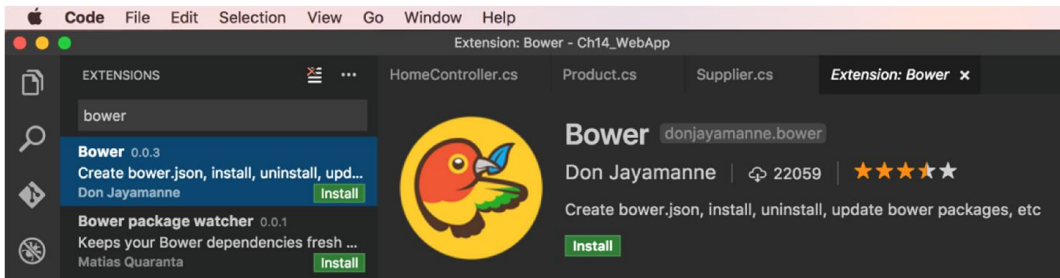 Code File Edit Selection View Go Window Help
Extension: Bower - Ch14_WebApp
EXTENSIONS
bower
Bower 0.0.3
Create bower.json, install, uninstall, upd...
Don Jayamanne Install
Bower package watcher 0.0.1
Keeps your Bower dependencies fresh ...
Matias Quaranta Install
HomeController.cs Product.cs Supplier.cs Extension: Bower
Bower donjayamanne.bower
Don Jayamanne 22059
Create bower.json, install, uninstall, update bower packages, etc
Install